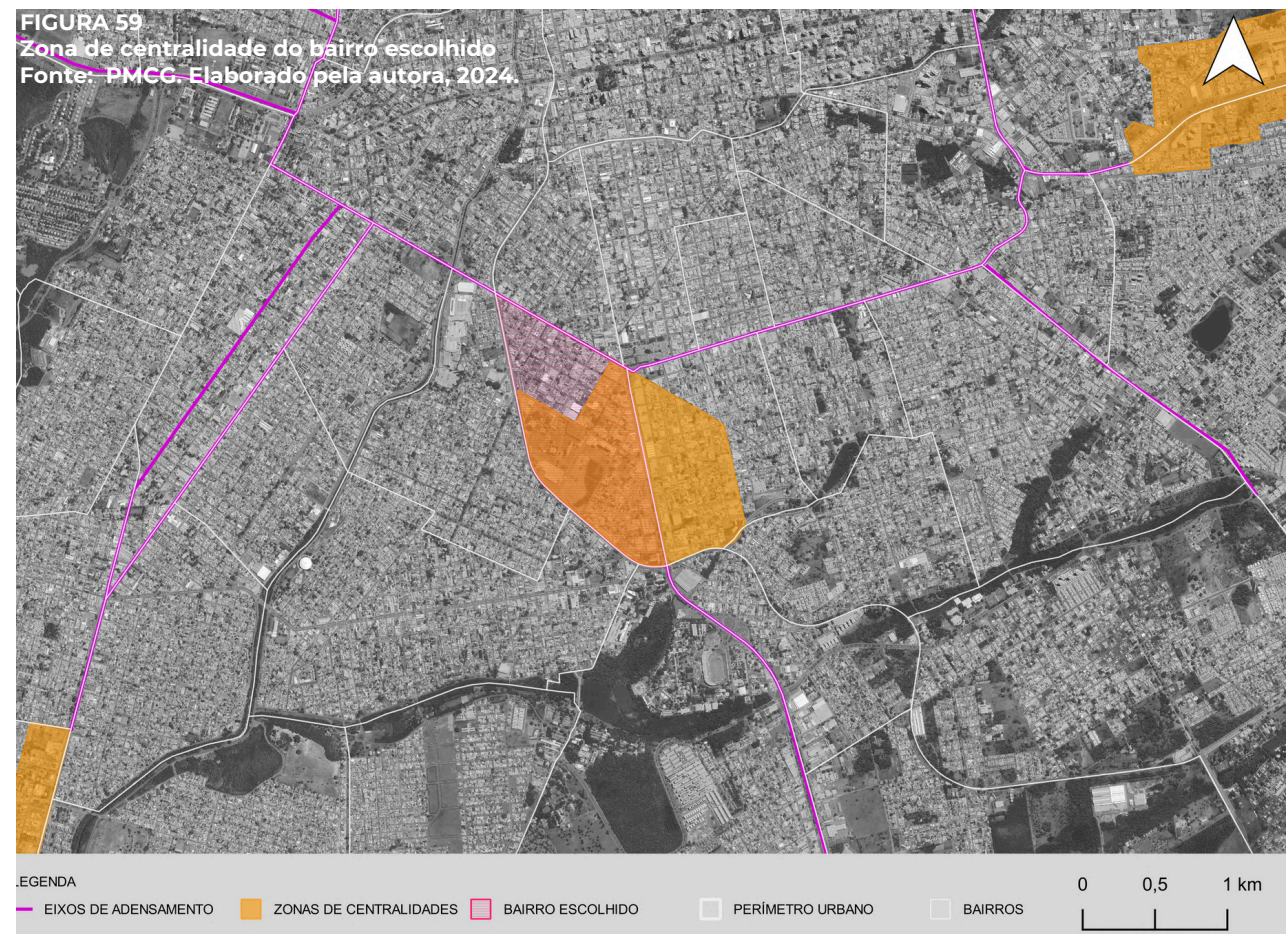 FIGURA 59
Zona de centralidade do bairro escolhido
Fonte: PMCG. Elaborado pela autora, 2024.
EGENDA
EIXOS DE ADENSAMENTO
ZONAS DE CENTRALIDADES
BAIRRO ESCOLHIDO
PERÍMETRO URBANO
BAIRROS
0 0,5 1 km